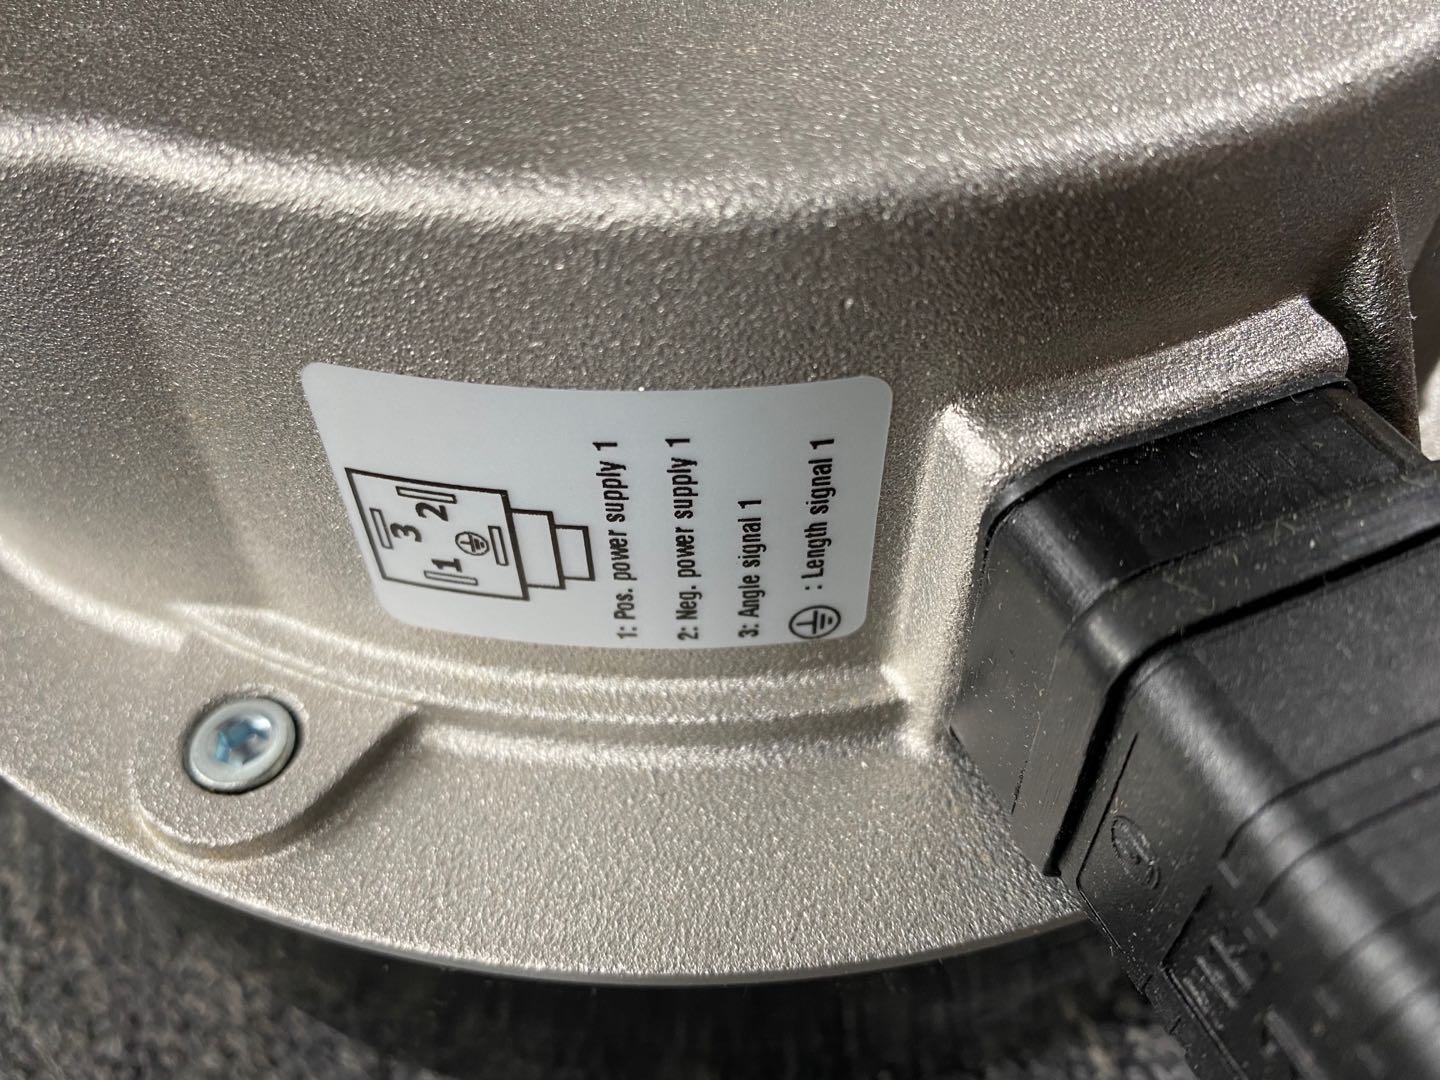 3
2
1
1: Pos. power supply 1
2: Neg. power supply 1
3: Angle signal 1
: Length signal 1